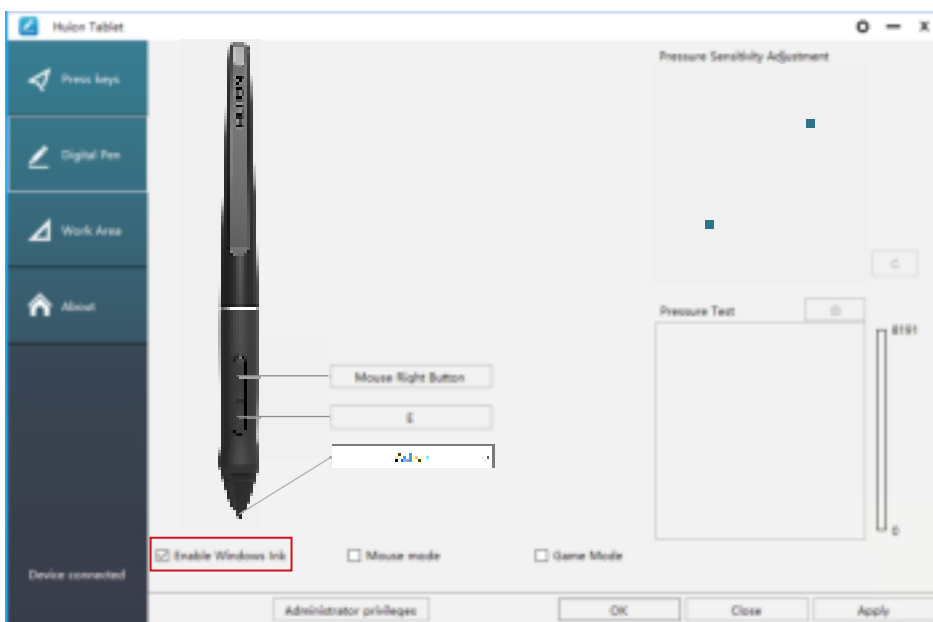 Huion Tablet
Press keys
Digital Pen
Work Area
About
Device connected
HUION
Mouse Right Button
E
Enable Windows Ink
Mouse mode
Game Mode
Pressure Sensitivity Adjustment
Pressure Test
8191
0
Administrator privileges
OK
Close
Apply